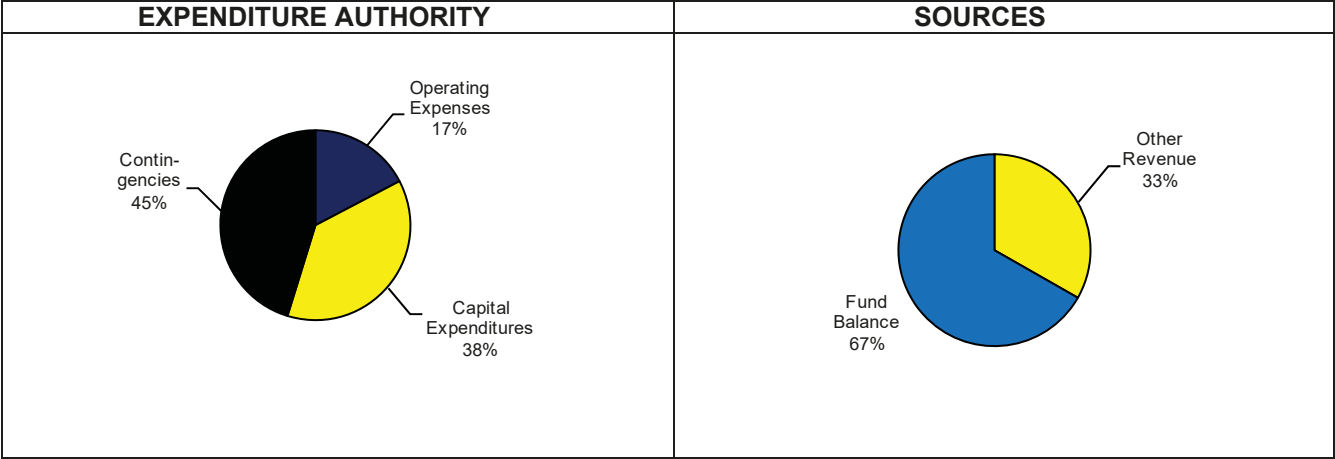 EXPENDITURE AUTHORITY
Operating
Expenses
17%
Contin-
gencies
45%
Capital
Expenditures
38%
SOURCES
Other
Revenue
33%
Fund
Balance
67%